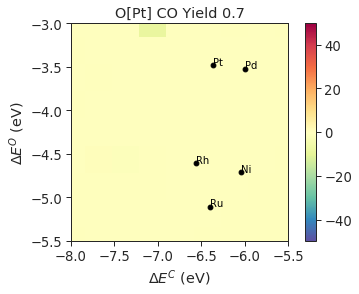 O[Pt] CO Yield 0.7
−3.0
−3.5
−4.0
−4.5
−5.0
−5.5
ΔE^O (eV)
Pt
Pd
Rh
Ni
Ru
−8.0 −7.5 −7.0 −6.5 −6.0 −5.5
ΔE^C (eV)
40
20
0
−20
−40